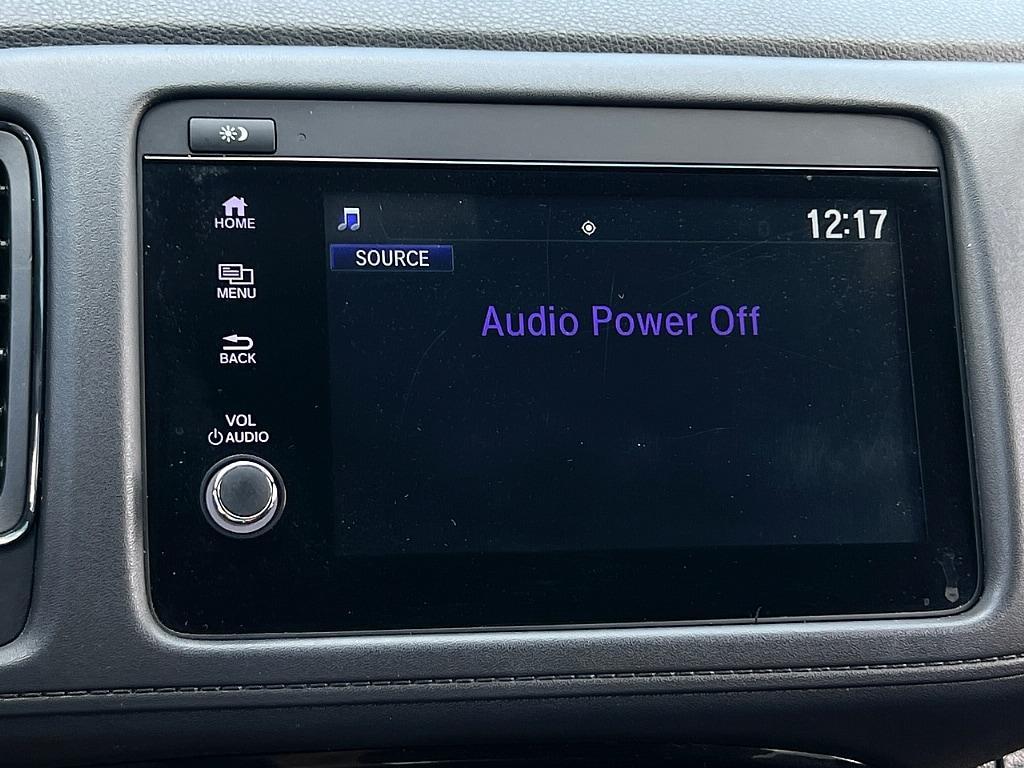 HOME
MENU
BACK
VOL
AUDIO
12:17
SOURCE
Audio Power Off